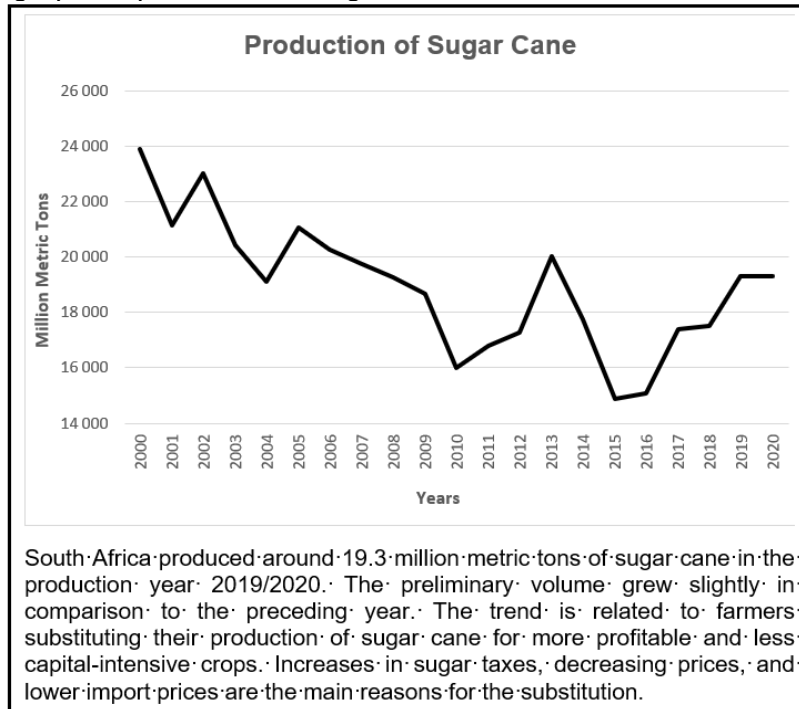 Production of Sugar Cane
26 000
24 000
22 000
20 000
18 000
16 000
14 000
Million Metric Tons
2000 2001 2002 2003 2004 2005 2006 2007 2008 2009 2010 2011 2012 2013 2014 2015 2016 2017 2018 2019 2020
Years
South·Africa·produced·around·19.3·million·metric·tons·of·sugar·cane·in·the·
production· year· 2019/2020.· The· preliminary· volume· grew· slightly· in·
comparison· to· the· preceding· year.· The· trend· is· related· to· farmers·
substituting· their· production· of· sugar· cane· for· more· profitable· and· less·
capital-intensive· crops.· Increases· in· sugar· taxes,· decreasing· prices,· and·
lower·import·prices·are·the·main·reasons·for·the·substitution.